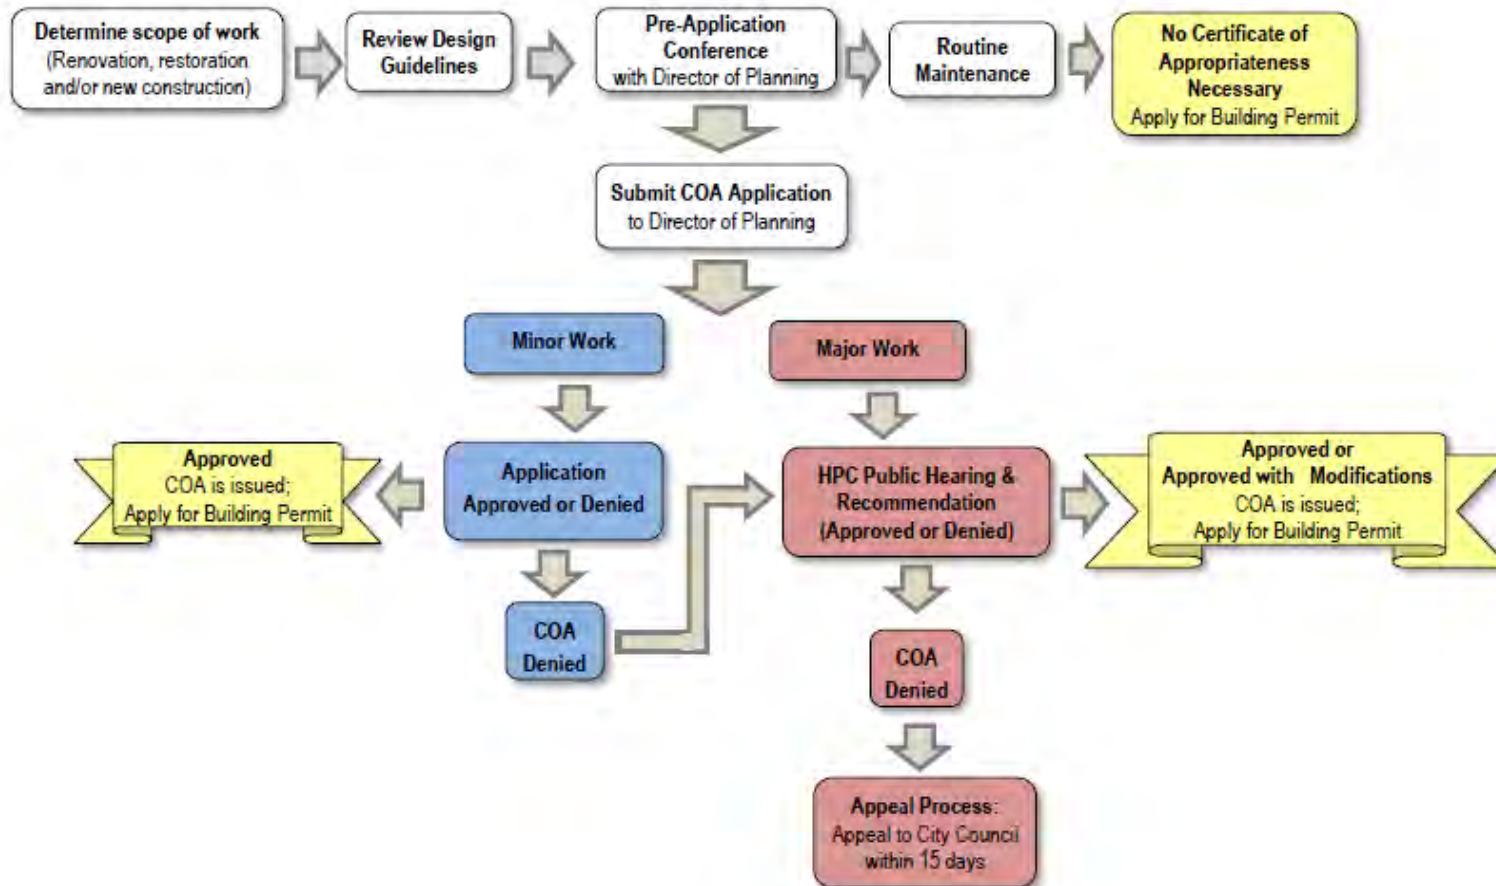 Determine scope of work
(Renovation, restoration
and/or new construction)
Review Design
Guidelines
Pre-Application
Conference
with Director of Planning
Routine
Maintenance
No Certificate of
Appropriateness
Necessary
Apply for Building Permit
Submit COA Application
to Director of Planning
Minor Work
Major Work
Approved
COA is issued;
Apply for Building Permit
Application
Approved or Denied
HPC Public Hearing &
Recommendation
(Approved or Denied)
Approved or
Approved with Modifications
COA is issued;
Apply for Building Permit
COA
Denied
COA
Denied
Appeal Process:
Appeal to City Council
within 15 days